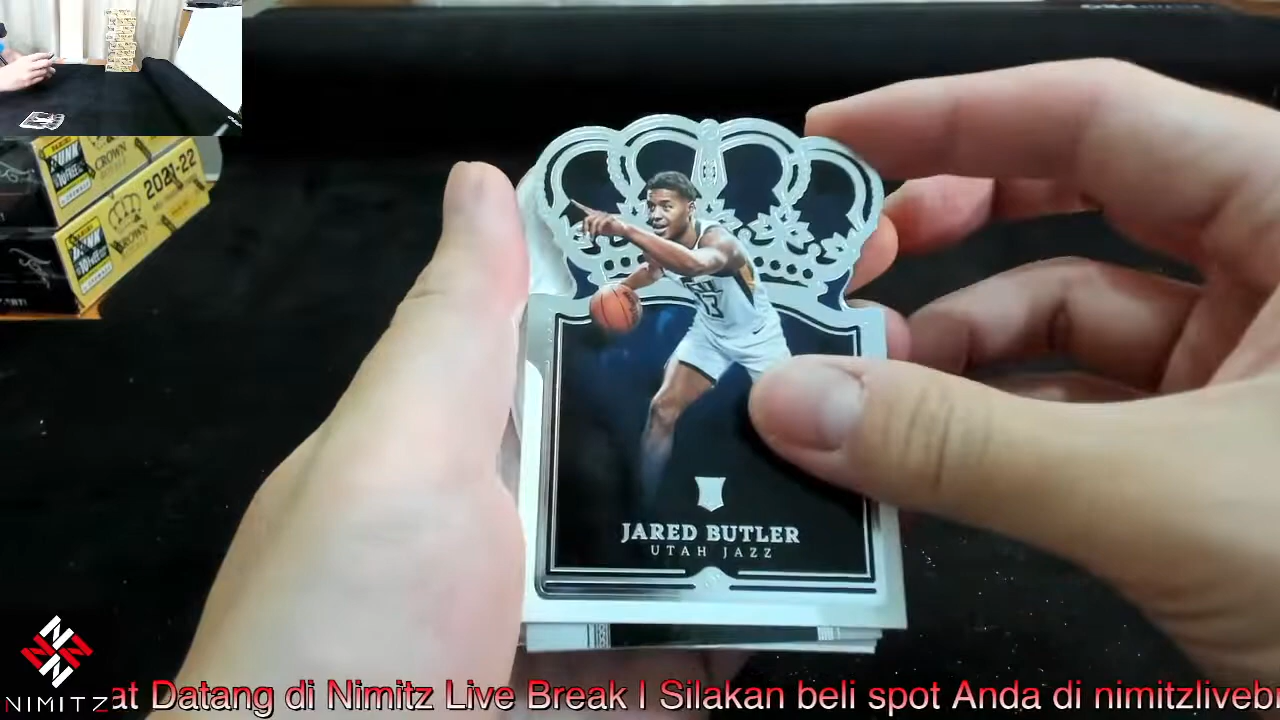 CROWN
2021-22
CROWN
JARED BUTLER
UTAH JAZZ
NIMITZ
at Datang di Nimitz Live Break I Silakan beli spot Anda di nimitzlivebr